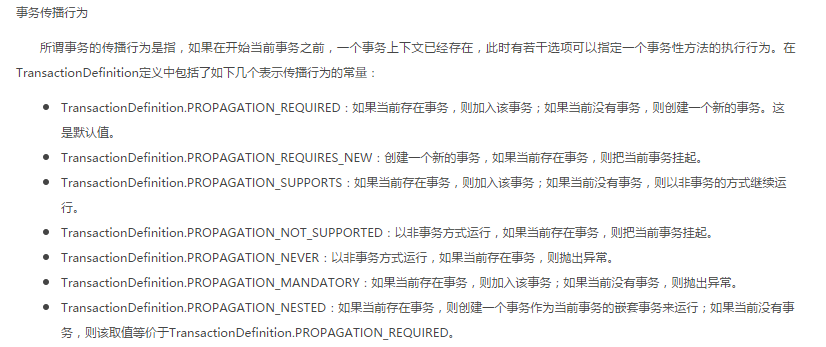 事务传播行为
所谓事务的传播行为是指，如果在开始当前事务之前，一个事务上下文已经存在，此时有若干选项可以指定一个事务性方法的执行行为。在
TransactionDefinition定义中包括了如下几个表示传播行为的常量：
● TransactionDefinition.PROPAGATION_REQUIRED：如果当前存在事务，则加入该事务；如果当前没有事务，则创建一个新的事务。这
是默认值。
● TransactionDefinition.PROPAGATION_REQUIRES_NEW：创建一个新的事务，如果当前存在事务，则把当前事务挂起。
● TransactionDefinition.PROPAGATION_SUPPORTS：如果当前存在事务，则加入该事务；如果当前没有事务，则以非事务的方式继续运
行。
● TransactionDefinition.PROPAGATION_NOT_SUPPORTED：以非事务方式运行，如果当前存在事务，则把当前事务挂起。
● TransactionDefinition.PROPAGATION_NEVER：以非事务方式运行，如果当前存在事务，则抛出异常。
● TransactionDefinition.PROPAGATION_MANDATORY：如果当前存在事务，则加入该事务；如果当前没有事务，则抛出异常。
● TransactionDefinition.PROPAGATION_NESTED：如果当前存在事务，则创建一个事务作为当前事务的嵌套事务来运行；如果当前没有事
务，则该取值等价于TransactionDefinition.PROPAGATION_REQUIRED。